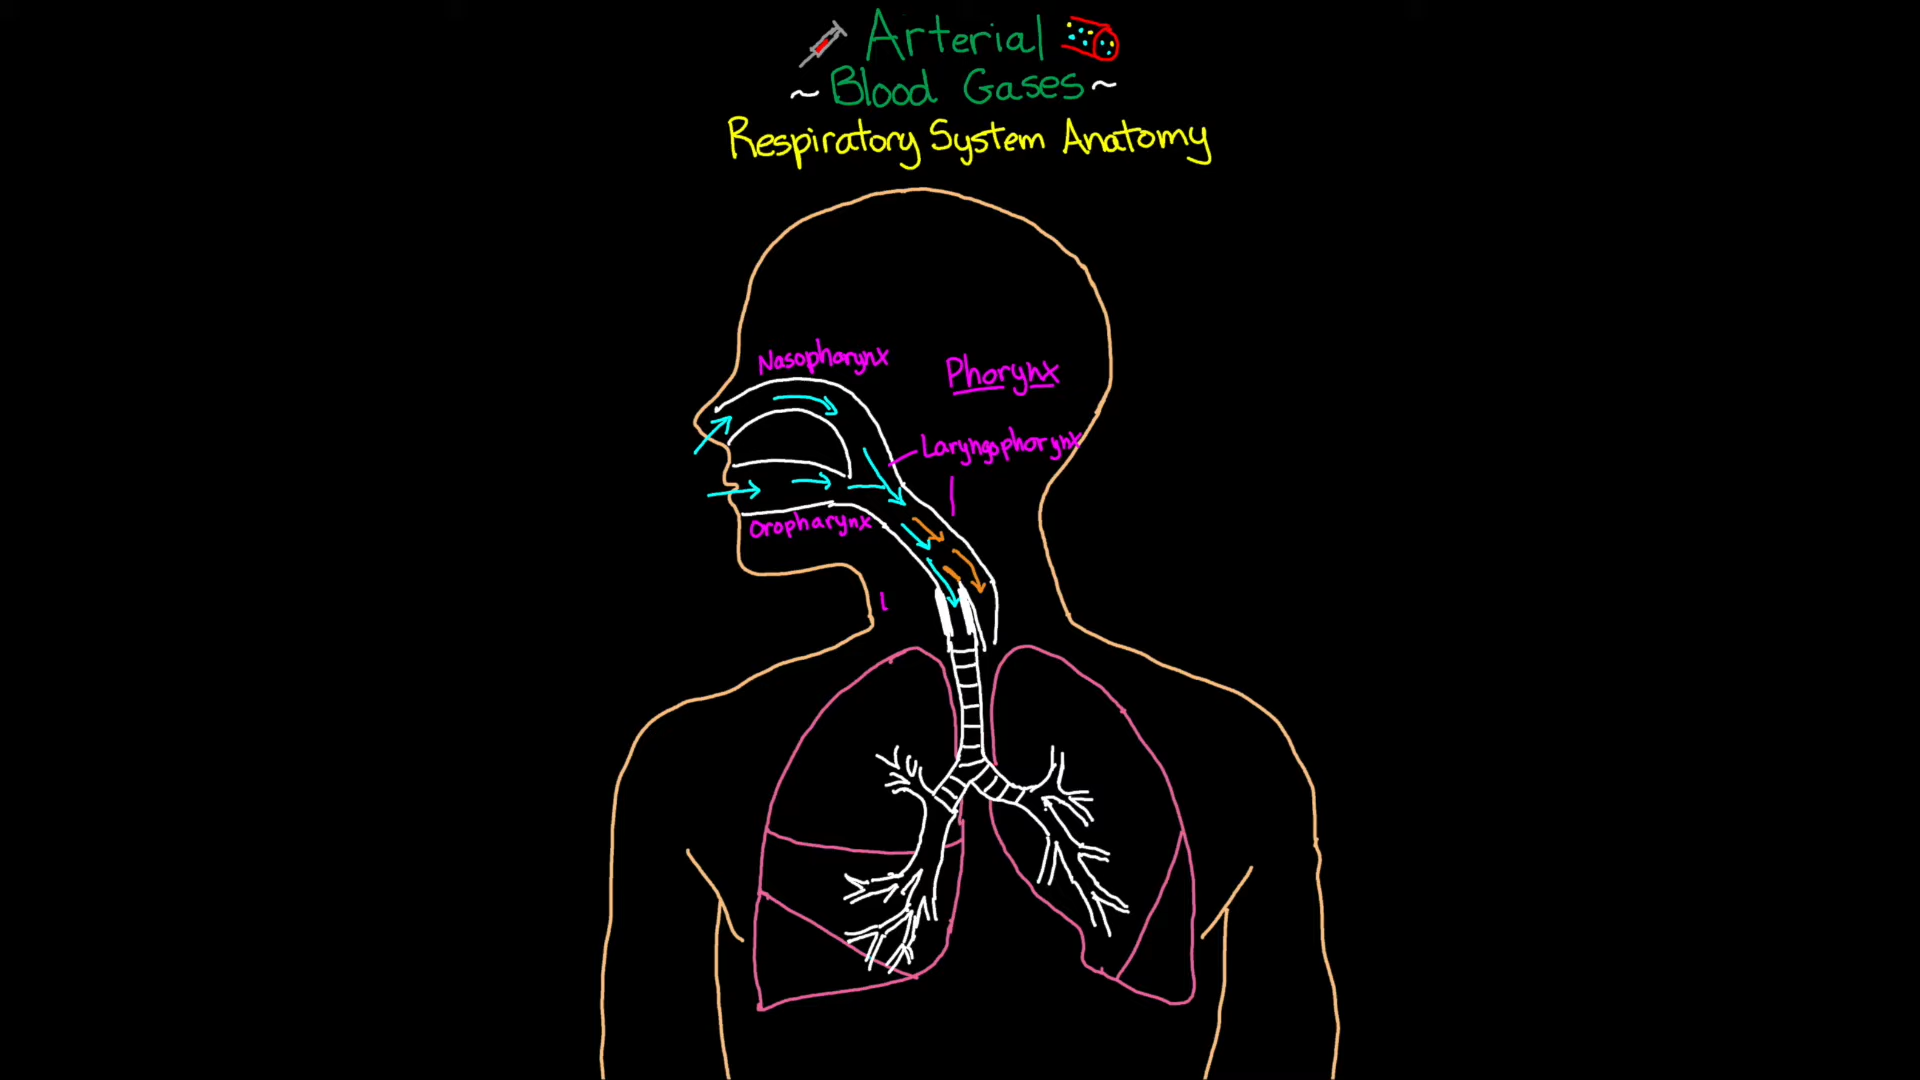 Arterial
~Blood Gases~
Respiratory System Anatomy
Nasopharynx
Pharynx
Laryngopharynx
Oropharynx